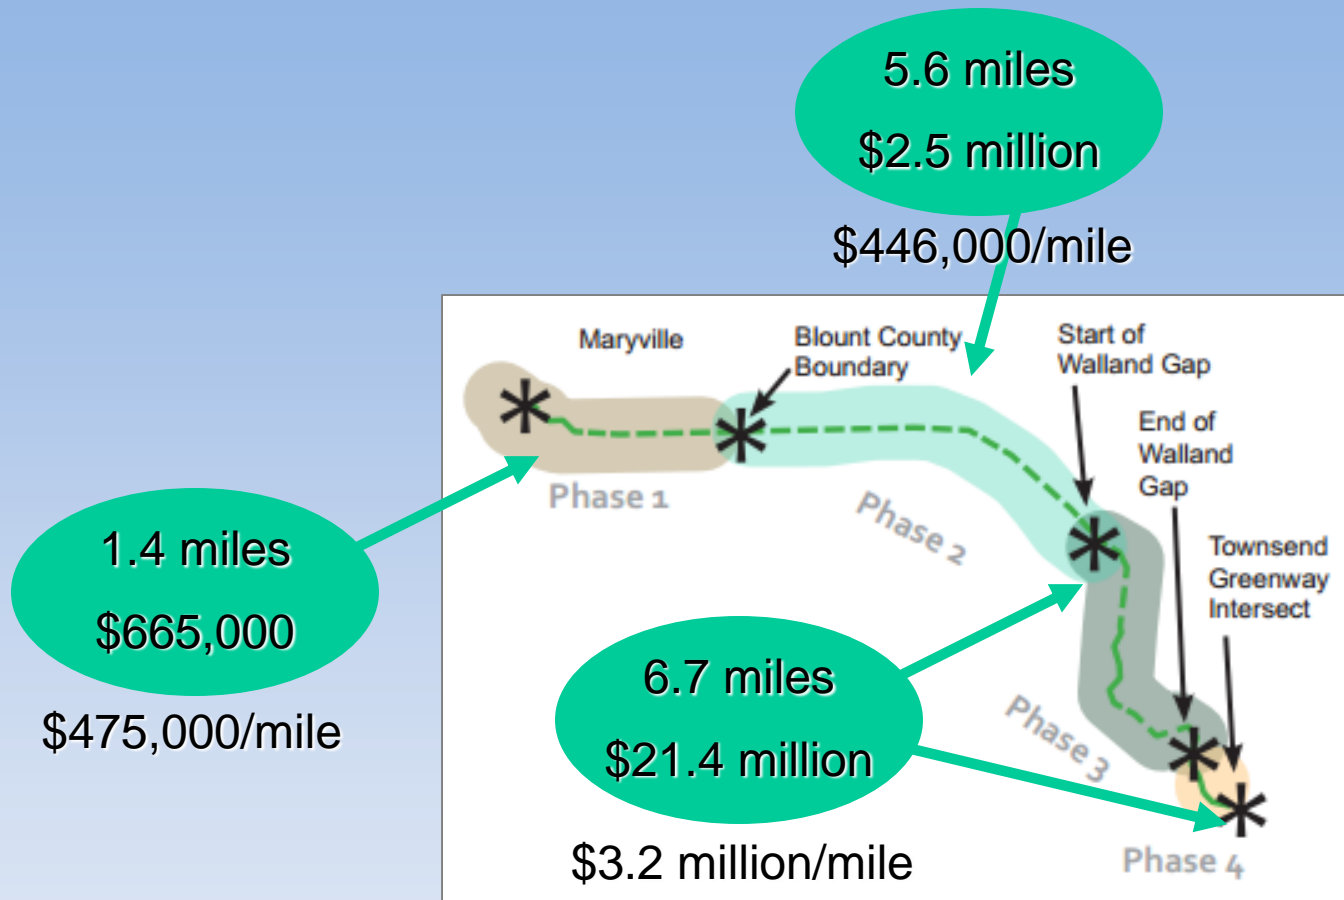 5.6 miles
$2.5 million
$446,000/mile
Maryville
Blount County
Boundary
Start of
Walland Gap
End of
Walland
Gap
Townsend
Greenway
Intersect
Phase 1
Phase 2
Phase 3
Phase 4
1.4 miles
$665,000
$475,000/mile
6.7 miles
$21.4 million
$3.2 million/mile